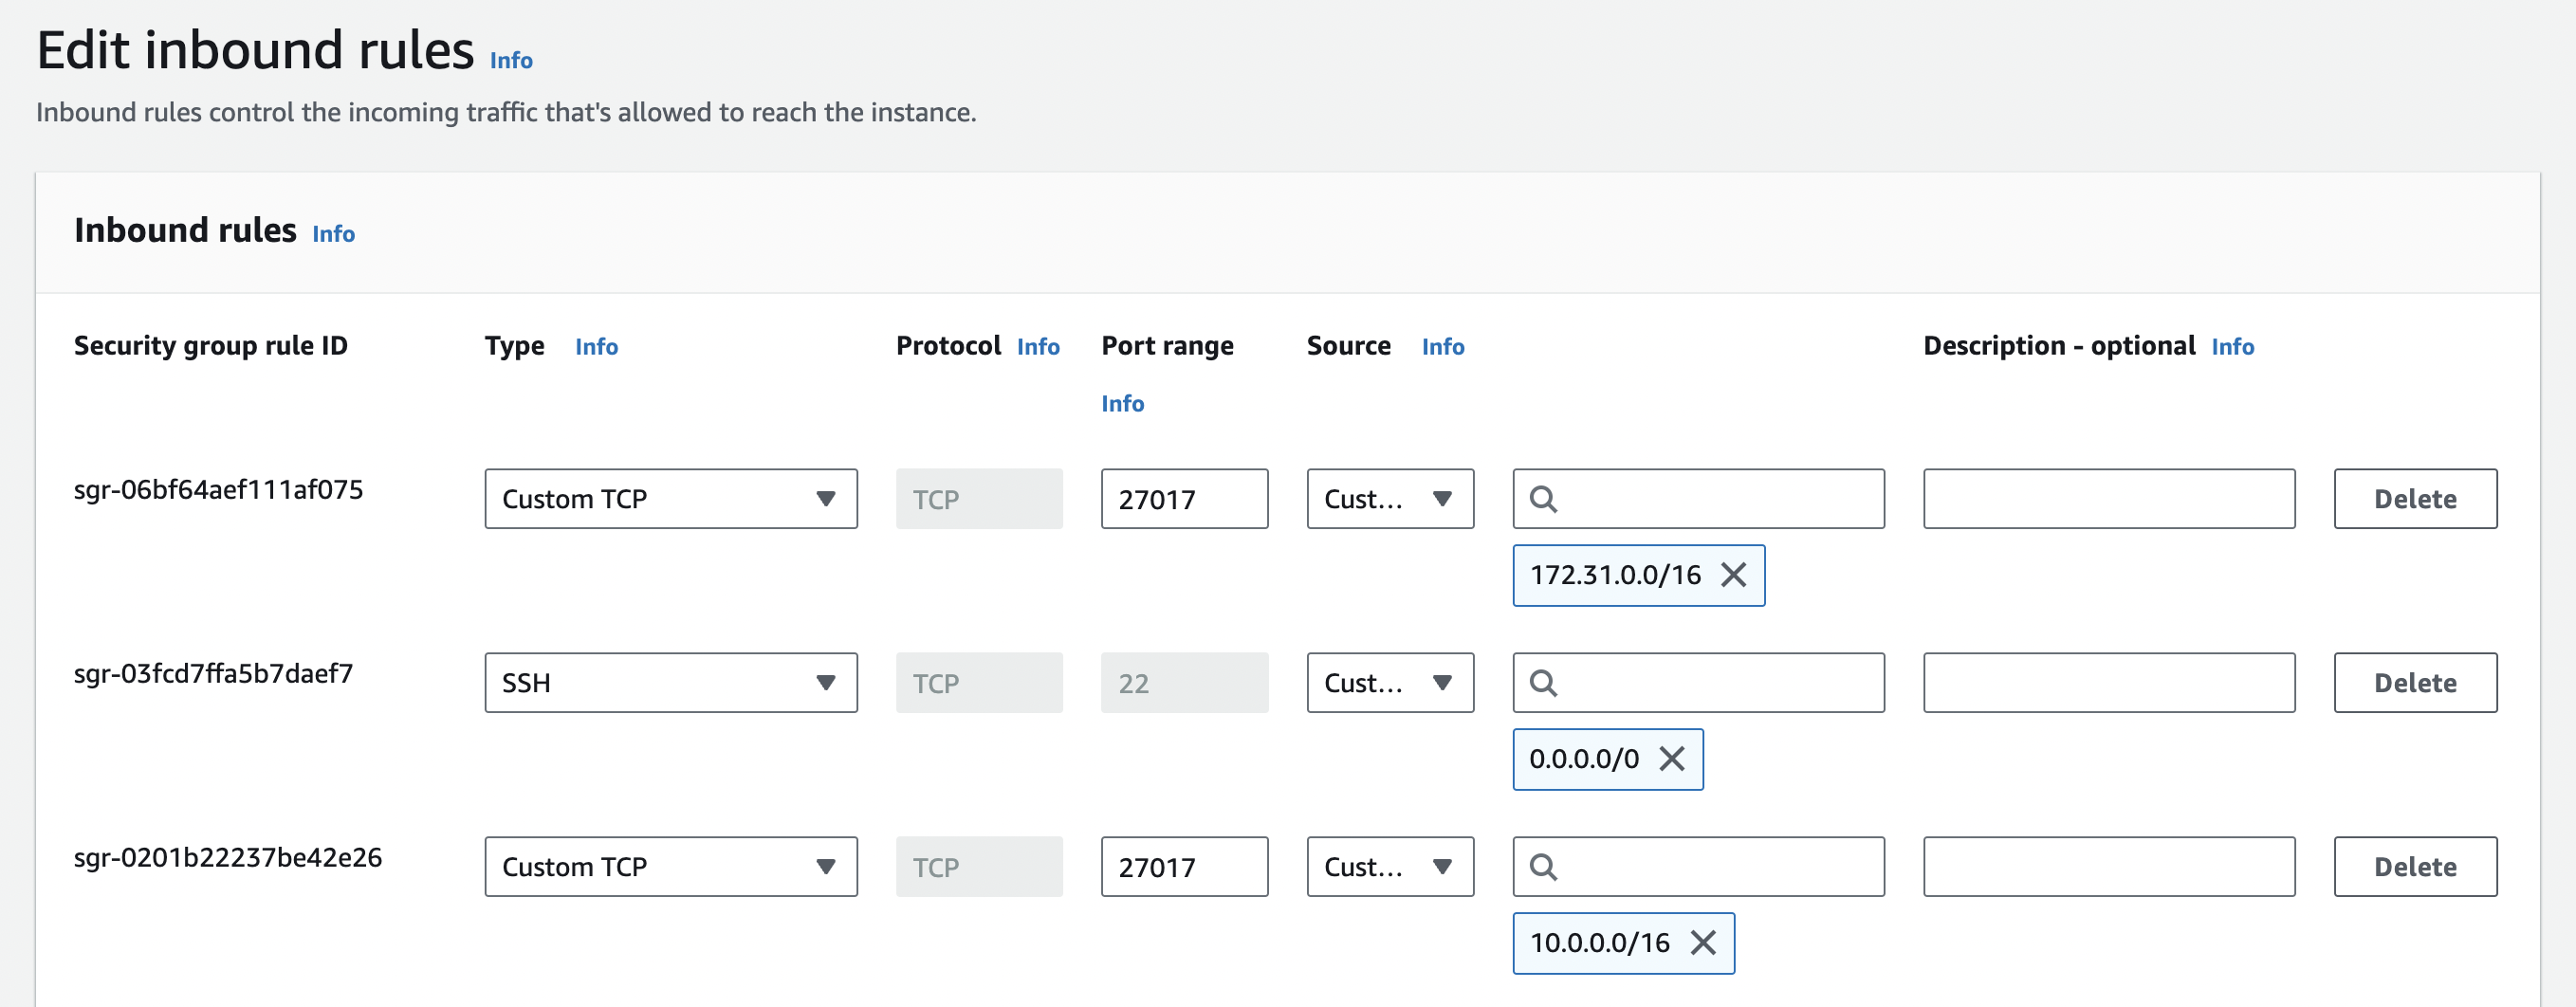 Edit inbound rules Info
Inbound rules control the incoming traffic that's allowed to reach the instance.
Inbound rules Info
Security group rule ID Type Info Protocol Info Port range Source Info Description - optional Info
Info
sgr-06bf64aef111af075 Custom TCP TCP 27017 Cust... Delete
172.31.0.0/16
sgr-03fcd7ffa5b7daef7 SSH TCP 22 Cust... Delete
0.0.0.0/0
sgr-0201b22237be42e26 Custom TCP TCP 27017 Cust... Delete
10.0.0.0/16